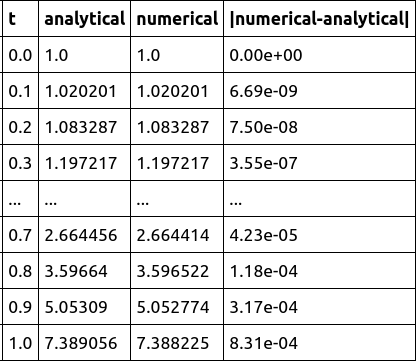 t analytical numerical |numerical-analytical|
0.0 1.0 1.0 0.00e+00
0.1 1.020201 1.020201 6.69e-09
0.2 1.083287 1.083287 7.50e-08
0.3 1.197217 1.197217 3.55e-07
... ... ... ...
0.7 2.664456 2.664414 4.23e-05
0.8 3.59664 3.596522 1.18e-04
0.9 5.05309 5.052774 3.17e-04
1.0 7.389056 7.388225 8.31e-04